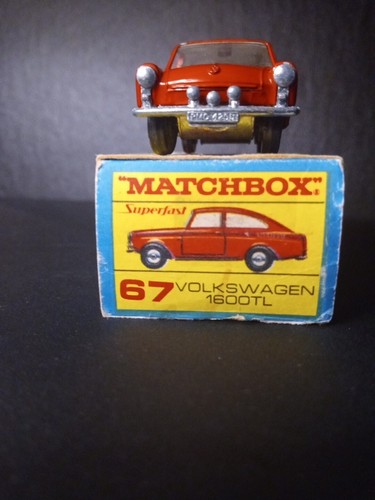 "MATCHBOX"
Superfast
67 VOLKSWAGEN
1600TL